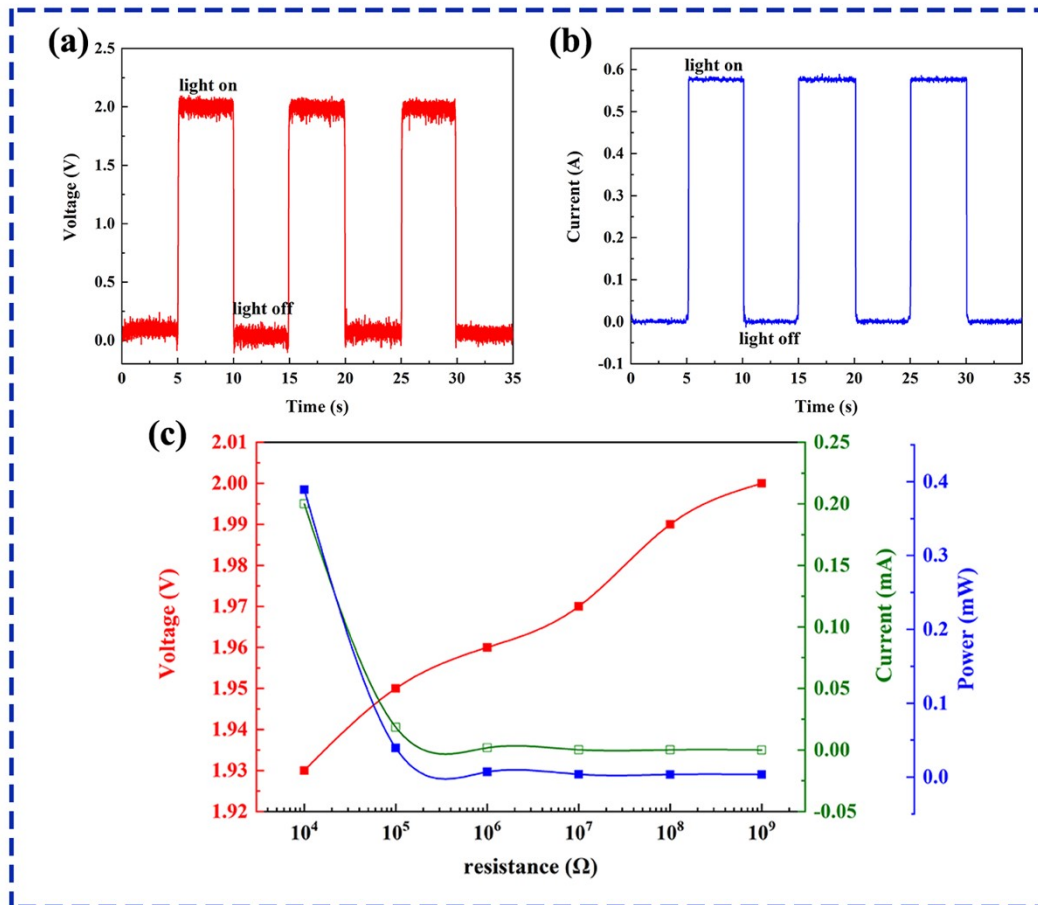 (a)
2.5
2.0
1.5
1.0
0.5
0.0
Voltage (V)
light on
light off
0 5 10 15 20 25 30 35
Time (s)
(b)
0.6
0.5
0.4
0.3
0.2
0.1
0.0
-0.1
Current (A)
light on
light off
0 5 10 15 20 25 30 35
Time (s)
(c)
2.01
2.00
1.99
1.98
1.97
1.96
1.95
1.94
1.93
1.92
Voltage (V)
10⁴ 10⁵ 10⁶ 10⁷ 10⁸ 10⁹
resistance (Ω)
0.25
0.20
0.15
0.10
0.05
0.00
-0.05
Current (mA)
0.4
0.3
0.2
0.1
0.0
Power (mW)